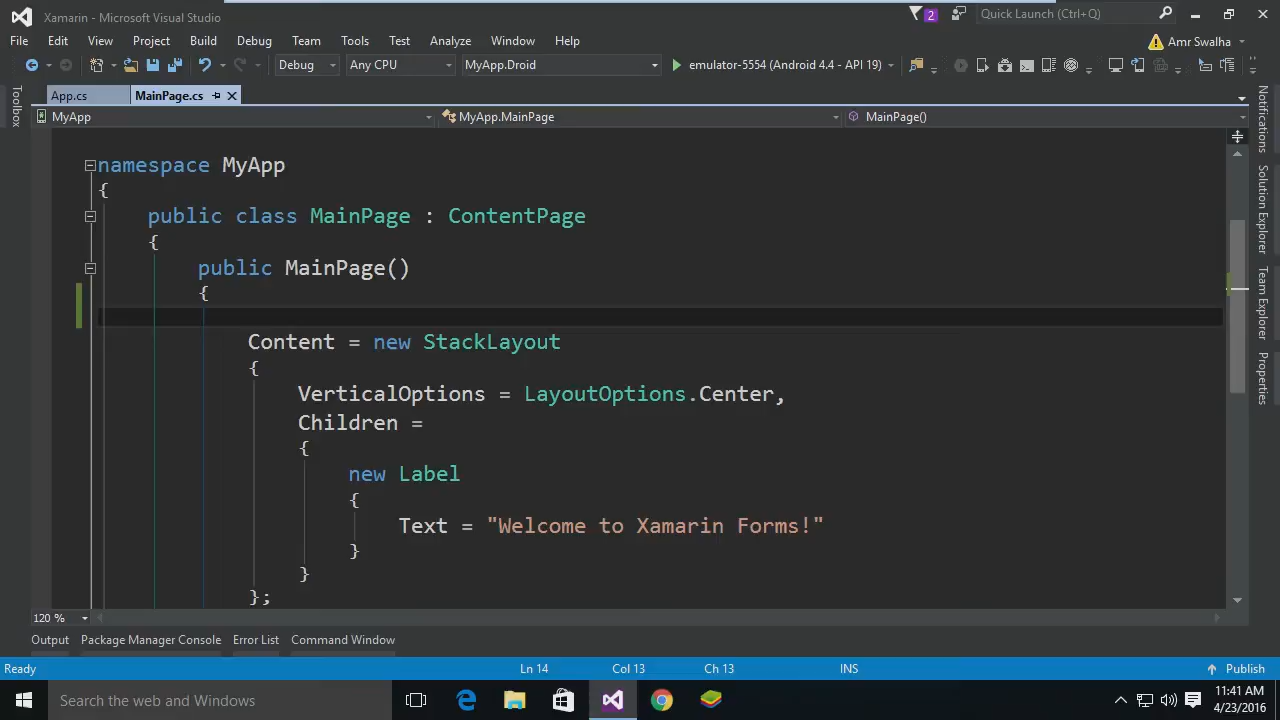 Xamarin - Microsoft Visual Studio
2
Quick Launch (Ctrl+Q)
File Edit View Project Build Debug Team Tools Test Analyze Window Help
Amr Swalha
Debug Any CPU MyApp.Droid emulator-5554 (Android 4.4 - API 19)
App.cs MainPage.cs
Toolbox
MyApp MyApp.MainPage MainPage()
namespace MyApp
{
public class MainPage : ContentPage
{
public MainPage()
{
Content = new StackLayout
{
VerticalOptions = LayoutOptions.Center,
Children =
{
new Label
{
Text = "Welcome to Xamarin Forms!"
}
}
};
Notifications
Solution Explorer
Team Explorer
Properties
120 %
Output Package Manager Console Error List Command Window
Ready Ln 14 Col 13 Ch 13 INS Publish
Search the web and Windows
11:41 AM
4/23/2016